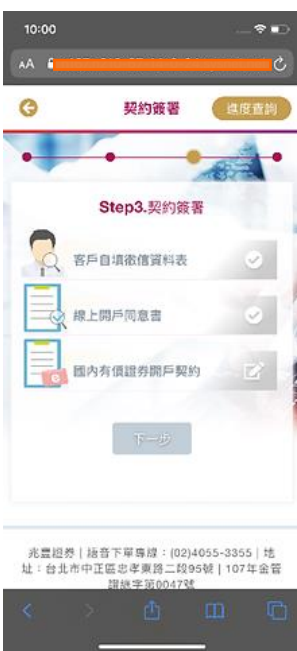 10:00
AA
契約簽署
進度查詢
Step3.契約簽署
客戶自填徵信資料表
線上開戶同意書
國內有價證券開戶契約
下一步
兆豐證券｜語音下單專線：(02)4055-3355｜地
址：台北市中正區忠孝東路二段95號｜107年金管
證總字第0047號